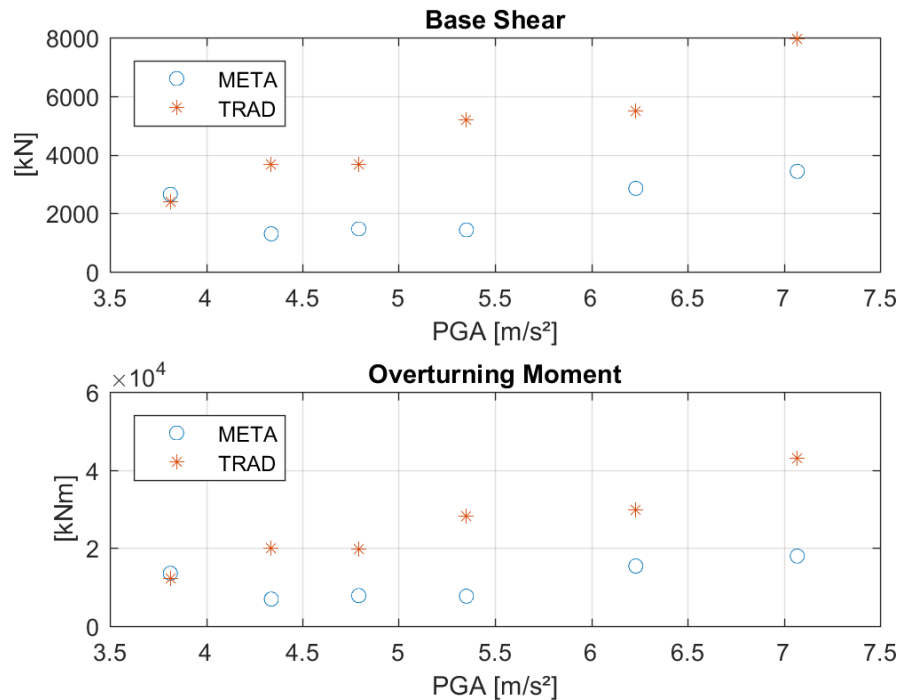 Base Shear
8000
6000
4000
2000
0
[kN]
META
TRAD
3.5 4 4.5 5 5.5 6 6.5 7 7.5
PGA [m/s²]
Overturning Moment
×10⁴
6
4
2
0
[kNm]
META
TRAD
3.5 4 4.5 5 5.5 6 6.5 7 7.5
PGA [m/s²]